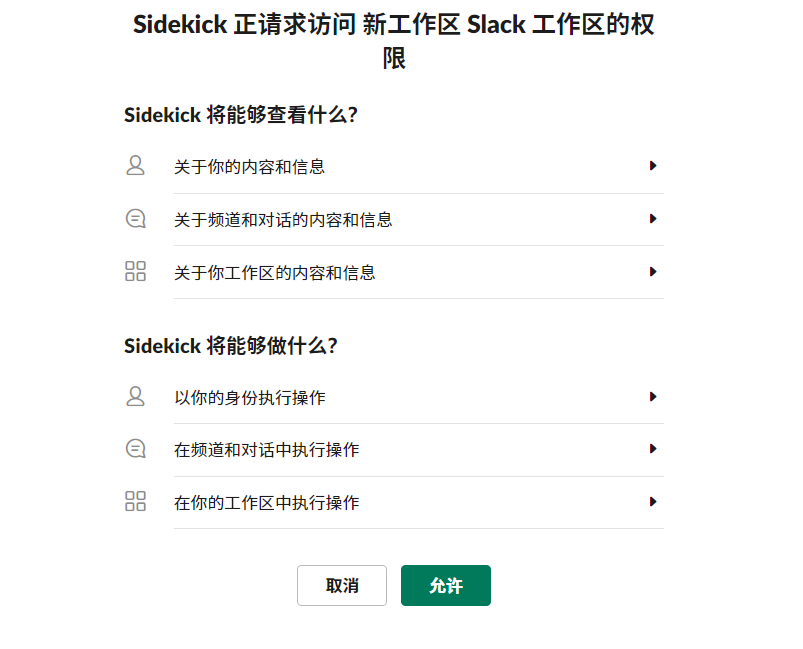 Sidekick 正请求访问 新工作区 Slack 工作区的权
限
Sidekick 将能够查看什么?
关于你的内容和信息
关于频道和对话的内容和信息
关于你工作区的内容和信息
Sidekick 将能够做什么?
以你的身份执行操作
在频道和对话中执行操作
在你的工作区中执行操作
取消 允许